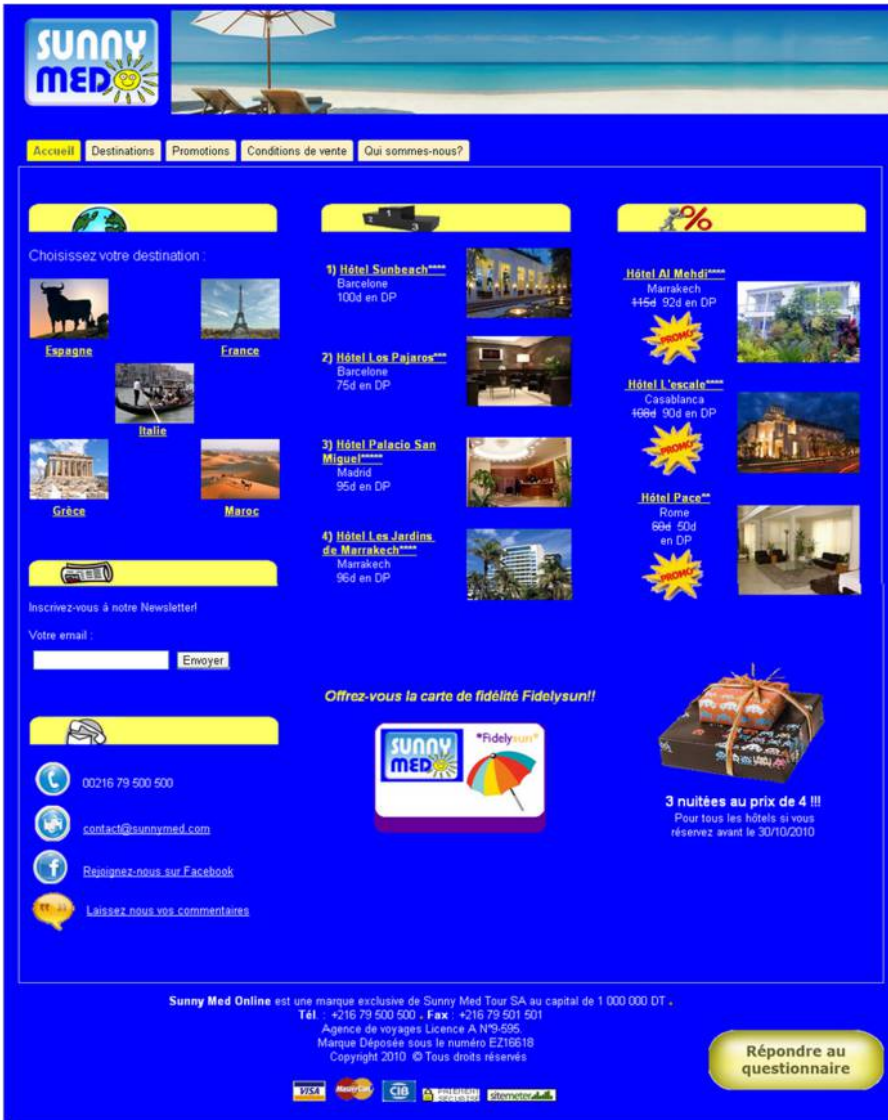 SUNNY
MED
Accueil
Destinations
Promotions
Conditions de vente
Qui sommes-nous?
Choisissez votre destination :
Espagne
France
Italie
Grèce
Maroc
Inscrivez-vous à notre Newsletter!
Votre email :
Envoyer
00216 79 500 500
contact@sunnymed.com
Rejoignez-nous sur Facebook
Laissez nous vos commentaires
2 1 3
1) Hôtel Sunbeach****
Barcelone
100d en DP
2) Hôtel Los Pajaros***
Barcelone
75d en DP
3) Hôtel Palacio San
Miguel*****
Madrid
95d en DP
4) Hôtel Les Jardins
de Marrakech****
Marrakech
96d en DP
Offrez-vous la carte de fidélité Fidelysun!!
SUNNY
MED
*Fidelysun*
%
Hôtel Al Mehdi****
Marrakech
115d 92d en DP
PROMO
Hôtel L'escale****
Casablanca
108d 90d en DP
PROMO
Hôtel Pace**
Rome
60d 50d
en DP
PROMO
3 nuitées au prix de 4 !!!
Pour tous les hôtels si vous
réservez avant le 30/10/2010
Sunny Med Online est une marque exclusive de Sunny Med Tour SA au capital de 1 000 000 DT .
Tél. : +216 79 500 500 . Fax : +216 79 501 501
Agence de voyages Licence A N°9-595.
Marque Déposée sous le numéro EZ16618
Copyright 2010 © Tous droits réservés
VISA
MasterCard
CIB
PAIEMENT
SECURISE
sitemeter
Répondre au
questionnaire